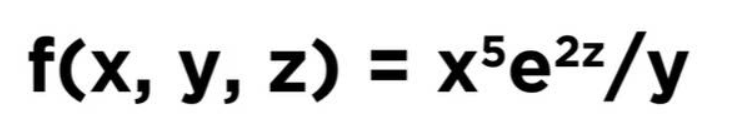 f(x, y, z) = x⁵e²ᶻ/y